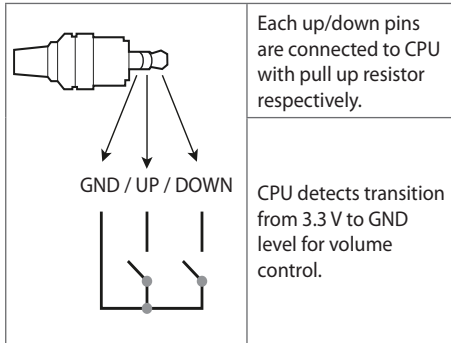 Each up/down pins
are connected to CPU
with pull up resistor
respectively.
GND / UP / DOWN
CPU detects transition
from 3.3 V to GND
level for volume
control.